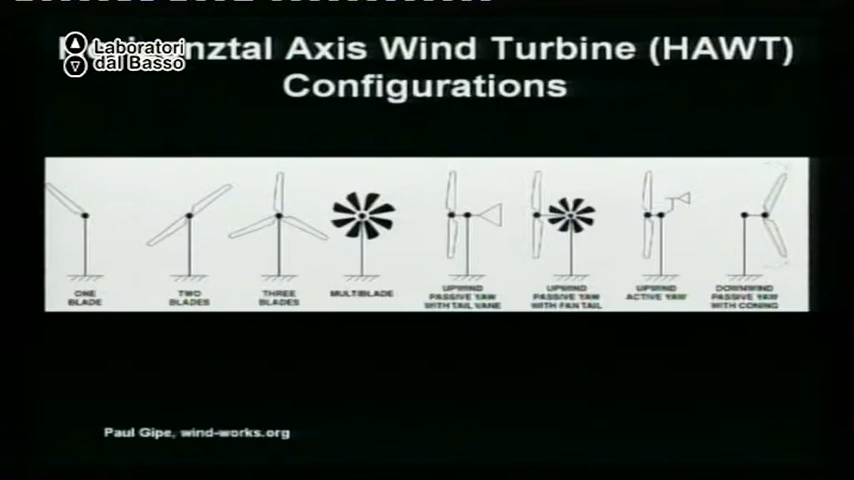 Laboratori
dal Basso
Axis Wind Turbine (HAWT)
Configurations
ONE
BLADE
TWO
BLADES
THREE
BLADES
MULTIBLADE
UPWIND
PASSIVE YAW
WITH TAIL VANE
UPWIND
PASSIVE YAW
WITH FAN TAIL
UPWIND
ACTIVE YAW
DOWNWIND
PASSIVE YAW
WITH CONING
Paul Gipe, wind-works.org